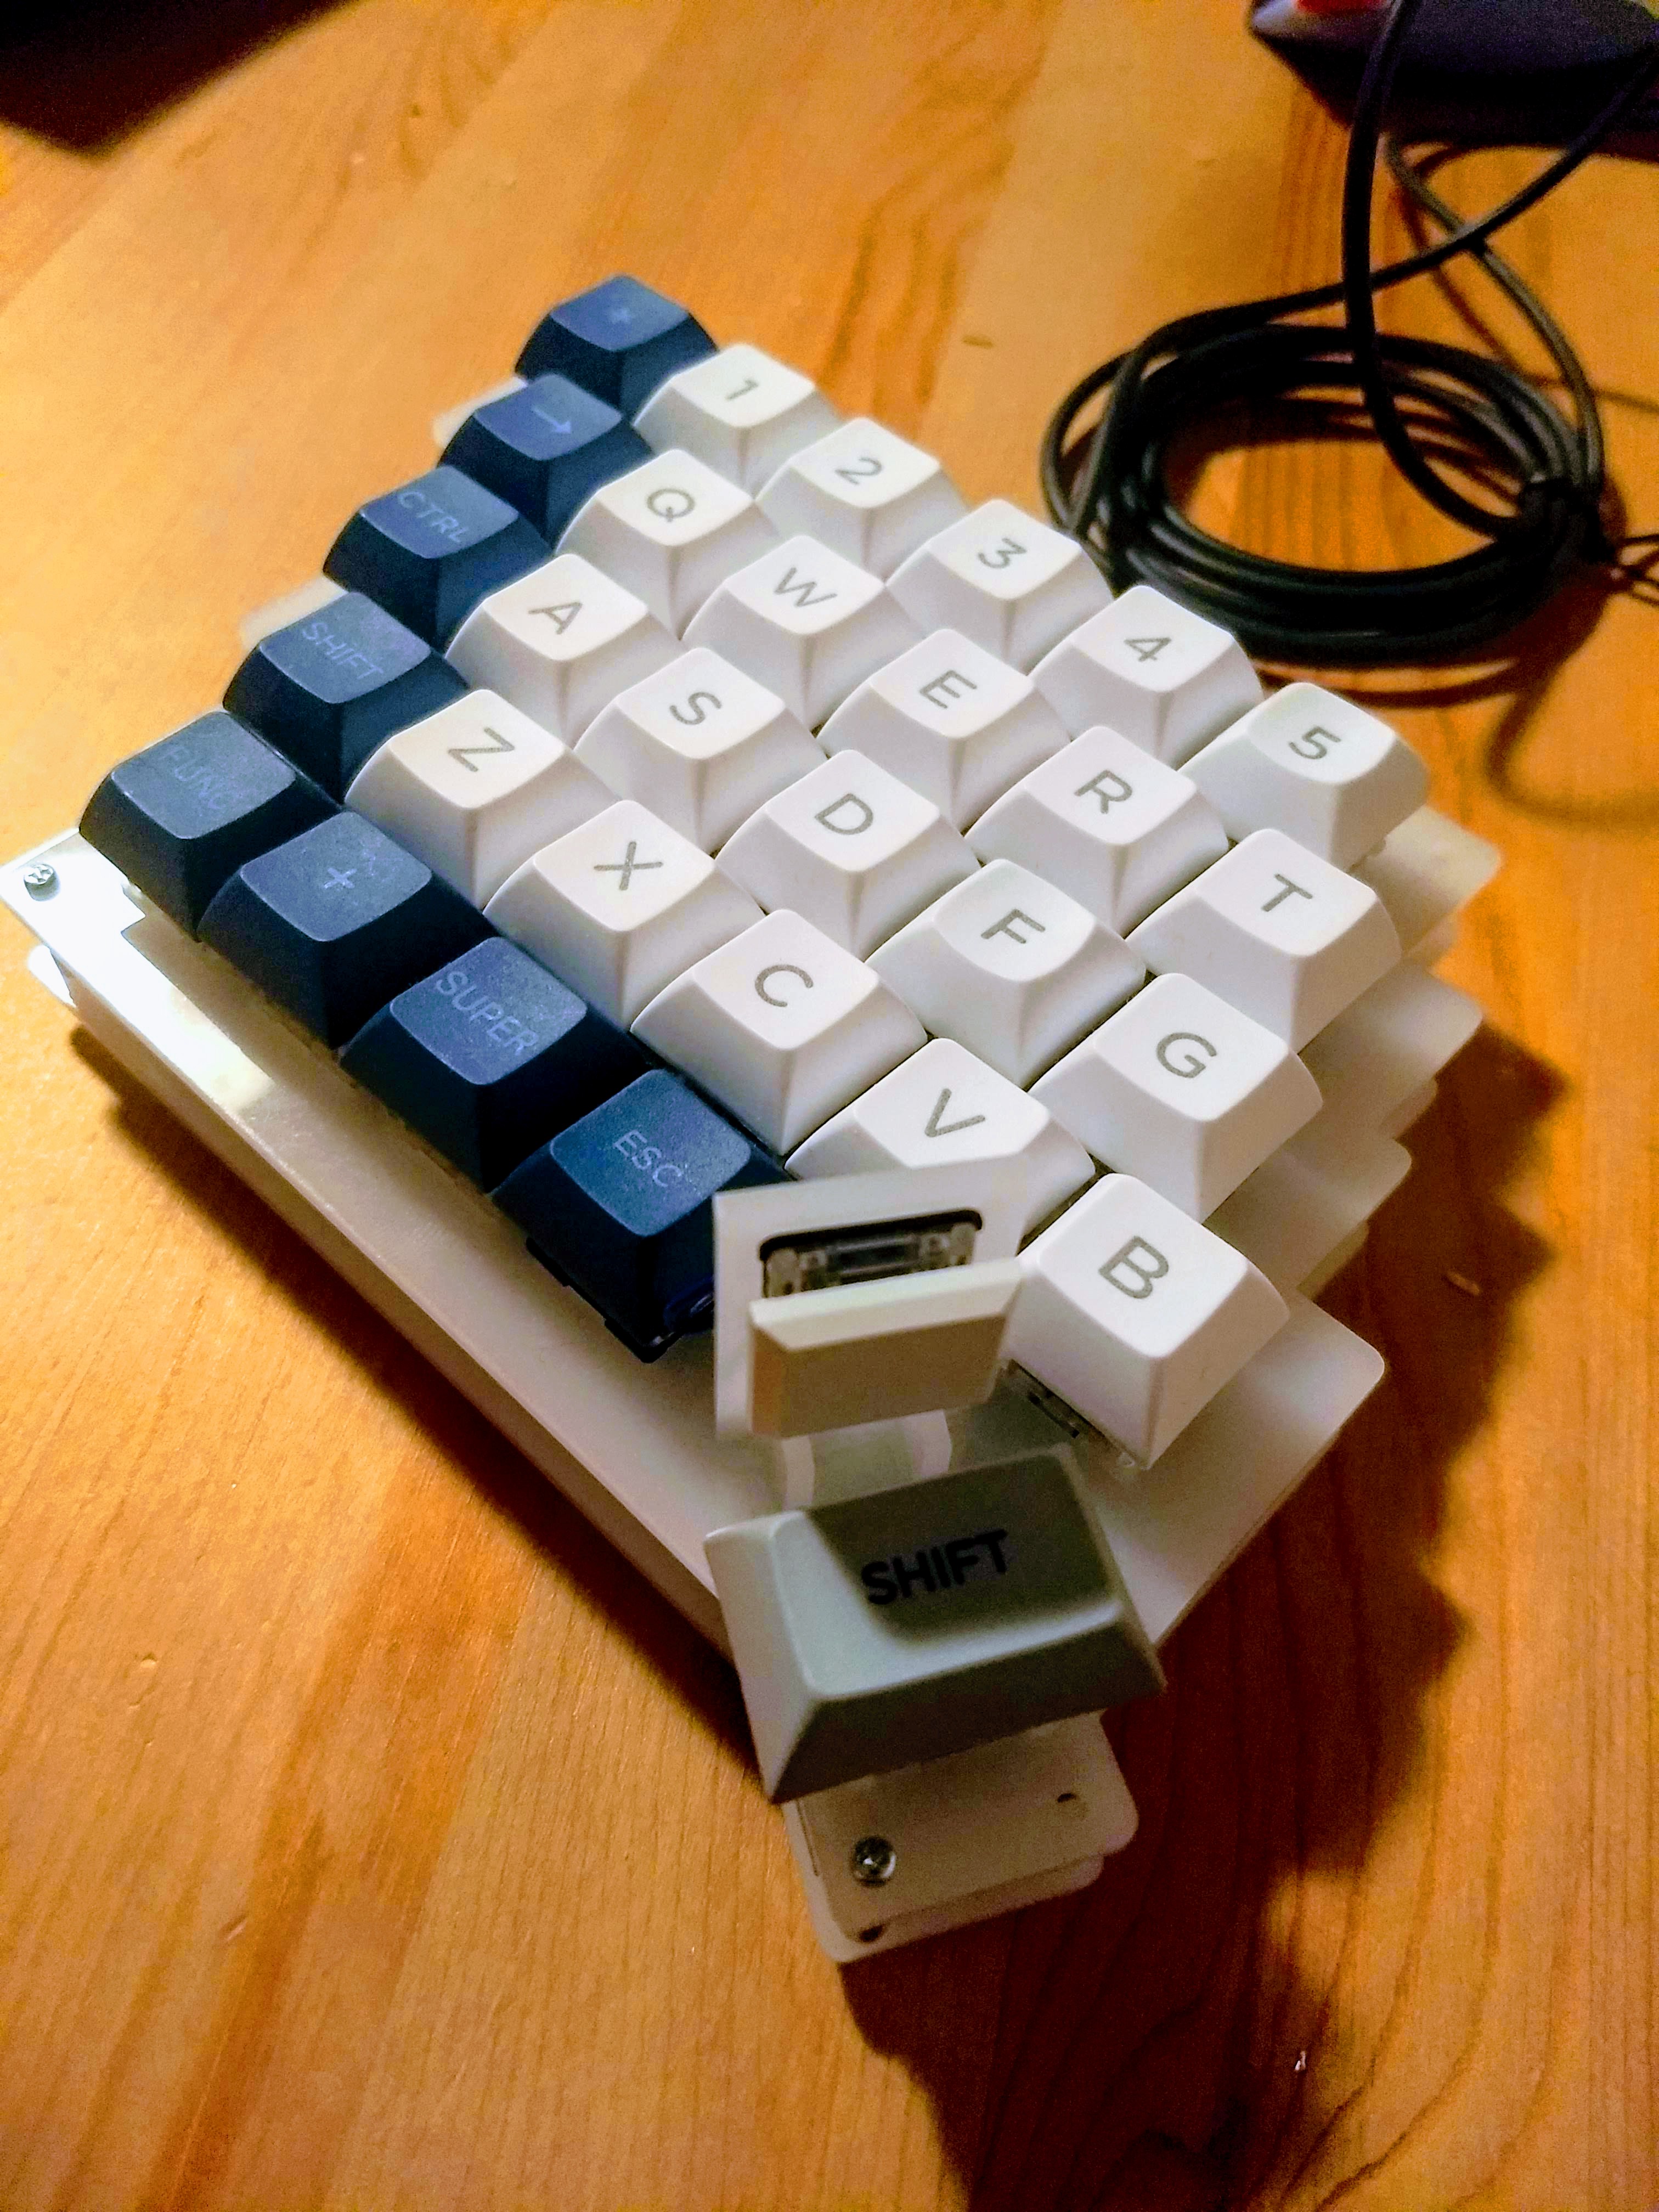 1 2 3 4 5
→ Q W E R T
CTRL A S D F G
SHIFT Z X C V B
FUNC + SUPER ESC
SHIFT